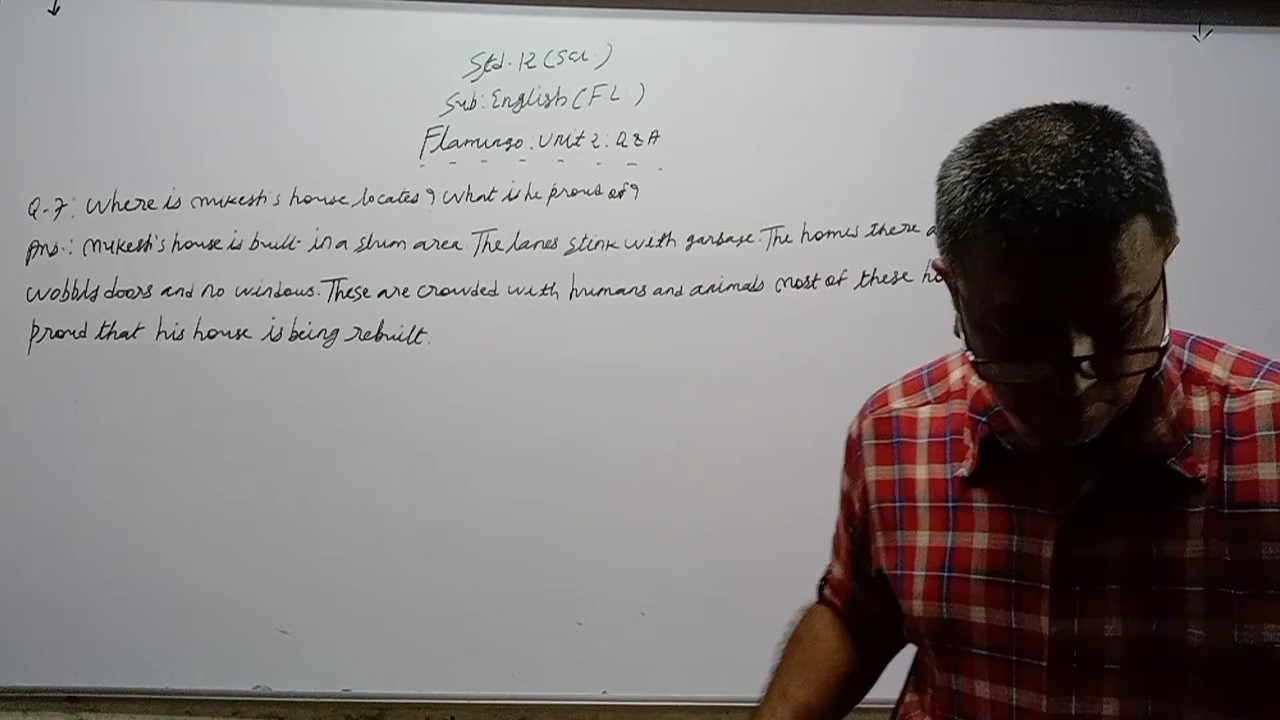 Std. 12 (Sci.)
Sub: English (FL)
Flamingo: Unit 2: Q & A
Q-7: Where is mukesh's house locates? What is he proud of?
Ans.: Mukesh's house is built in a slum area. The lanes stink with garbage. The homes there
wobbly doors and no windows. These are crowded with humans and animals most of these
proud that his house is being rebuilt.